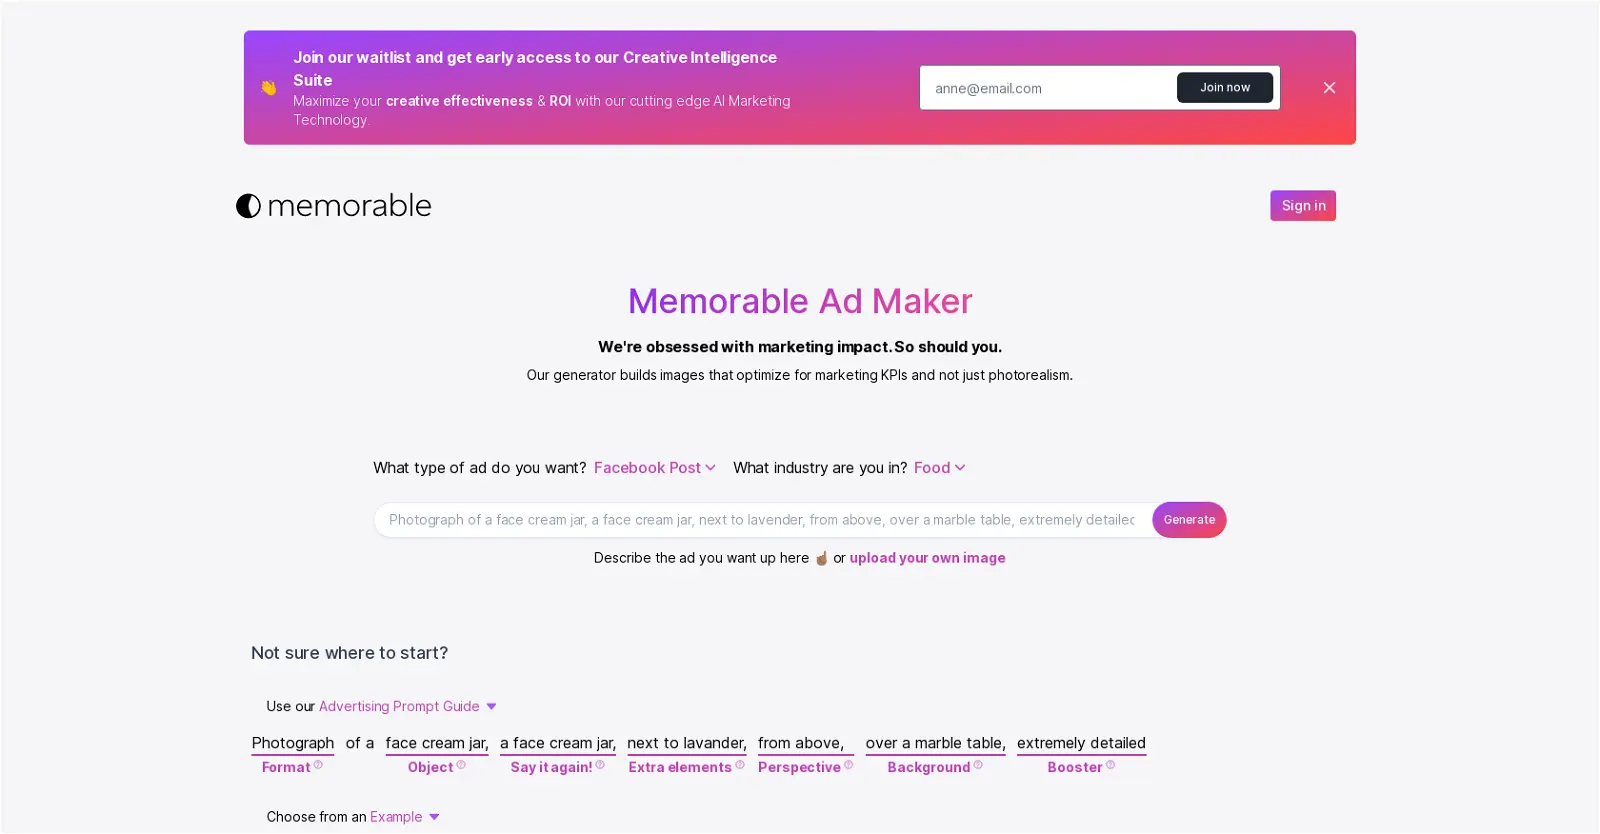 Join our waitlist and get early access to our Creative Intelligence
Suite
👋
Maximize your creative effectiveness & ROI with our cutting edge AI Marketing
Technology.
anne@email.com
Join now
memorable
Sign in
Memorable Ad Maker
We're obsessed with marketing impact. So should you.
Our generator builds images that optimize for marketing KPIs and not just photorealism.
What type of ad do you want? Facebook Post What industry are you in? Food
Photograph of a face cream jar, a face cream jar, next to lavender, from above, over a marble table, extremely detailed
Generate
Describe the ad you want up here ☝🏽 or upload your own image
Not sure where to start?
Use our Advertising Prompt Guide
Photograph of a face cream jar, a face cream jar, next to lavander, from above, over a marble table, extremely detailed
Format Object Say it again! Extra elements Perspective Background Booster
Choose from an Example